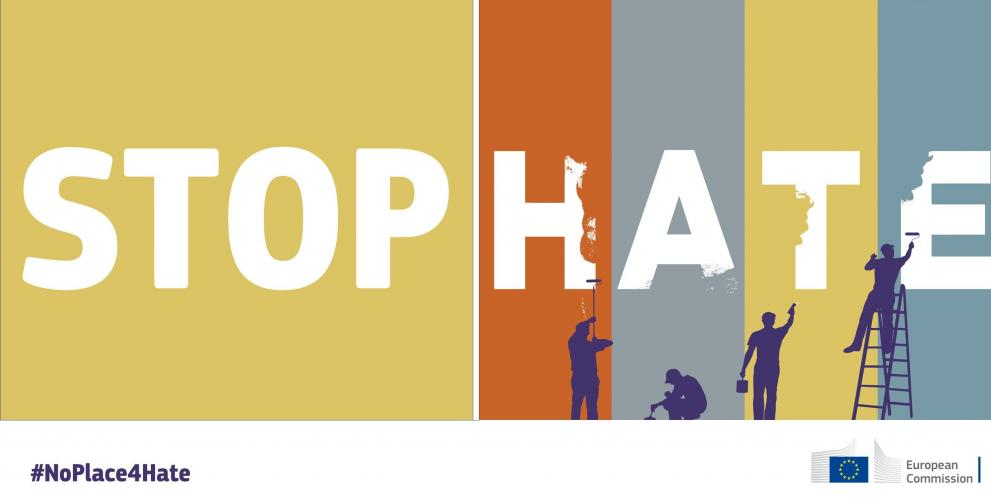 STOP HATE
#NoPlace4Hate
European
Commission